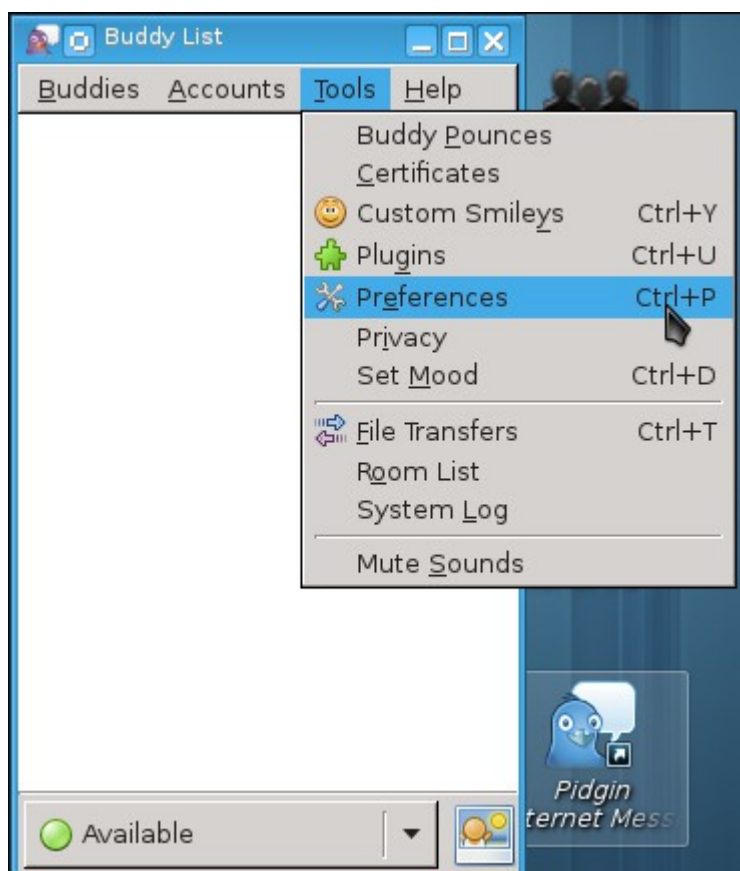 Buddy List
Buddies Accounts Tools Help
Buddy Pounces
Certificates
Custom Smileys Ctrl+Y
Plugins Ctrl+U
Preferences Ctrl+P
Privacy
Set Mood Ctrl+D
File Transfers Ctrl+T
Room List
System Log
Mute Sounds
Pidgin
ternet Mess
Available